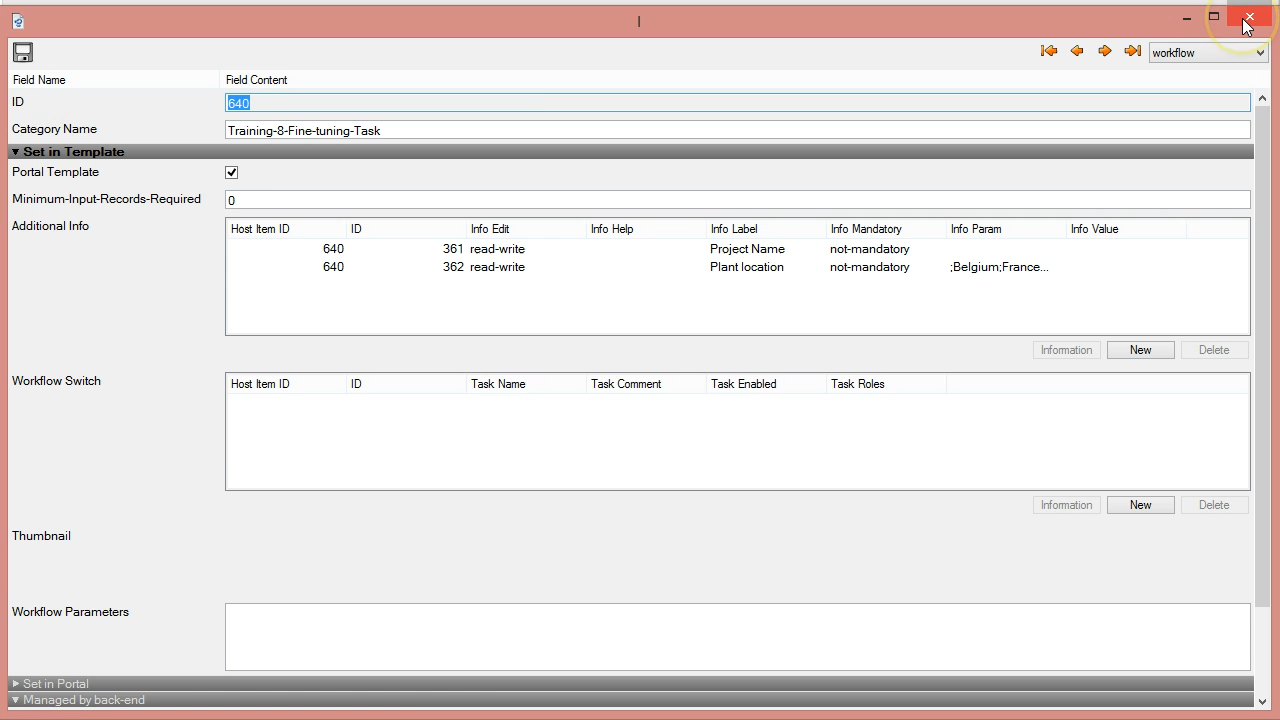 workflow
Field Name Field Content
ID 640
Category Name Training-8-Fine-tuning-Task
Set in Template
Portal Template
Minimum-Input-Records-Required 0
Additional Info Host Item ID ID Info Edit Info Help Info Label Info Mandatory Info Param Info Value
640 361 read-write Project Name not-mandatory
640 362 read-write Plant location not-mandatory ;Belgium;France...
Information New Delete
Workflow Switch Host Item ID ID Task Name Task Comment Task Enabled Task Roles
Information New Delete
Thumbnail
Workflow Parameters
Set in Portal
Managed by back-end